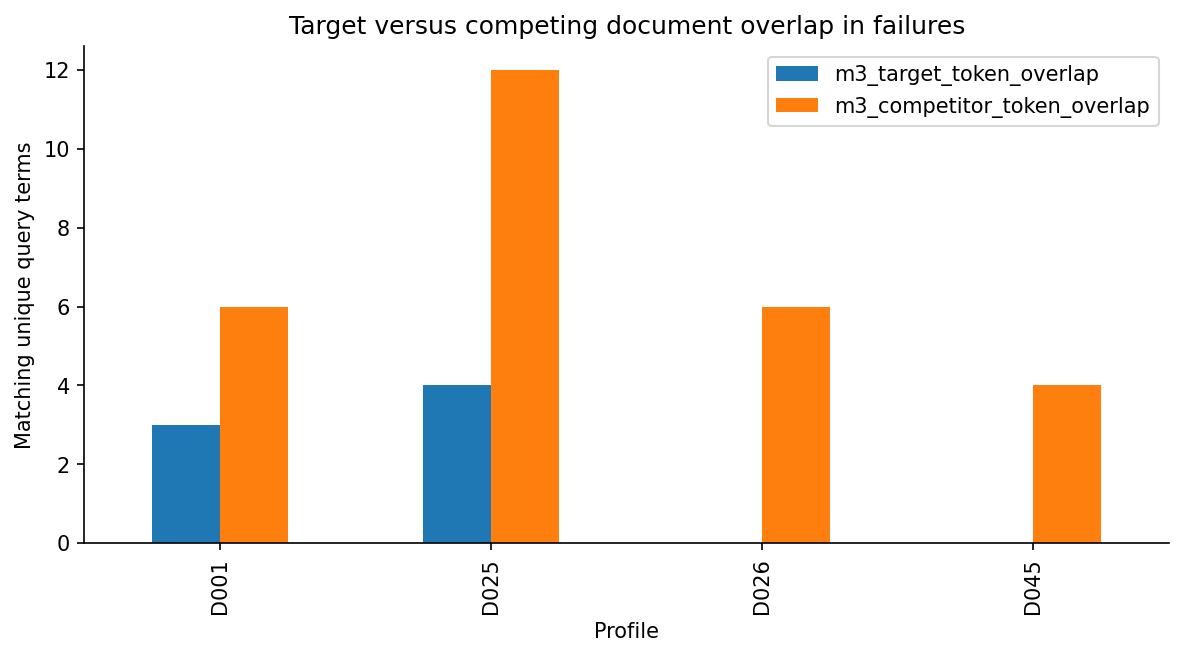 Target versus competing document overlap in failures
m3_target_token_overlap
m3_competitor_token_overlap
Matching unique query terms
12
10
8
6
4
2
0
D001
D025
D026
D045
Profile